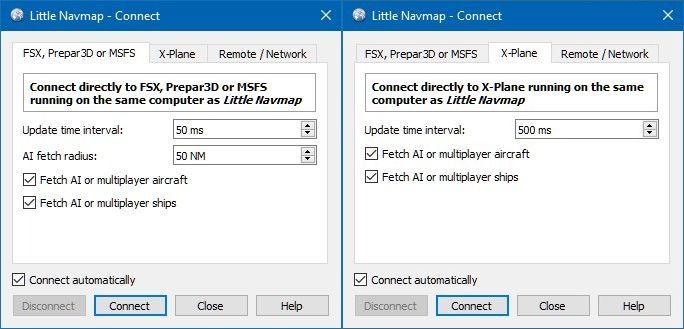 Little Navmap - Connect
FSX, Prepar3D or MSFS X-Plane Remote / Network
Connect directly to FSX, Prepar3D or MSFS
running on the same computer as Little Navmap
Update time interval: 50 ms
AI fetch radius: 50 NM
Fetch AI or multiplayer aircraft
Fetch AI or multiplayer ships
Connect automatically
Disconnect Connect Close Help
Little Navmap - Connect
FSX, Prepar3D or MSFS X-Plane Remote / Network
Connect directly to X-Plane running on the same
computer as Little Navmap
Update time interval: 500 ms
Fetch AI or multiplayer aircraft
Fetch AI or multiplayer ships
Connect automatically
Disconnect Connect Close Help